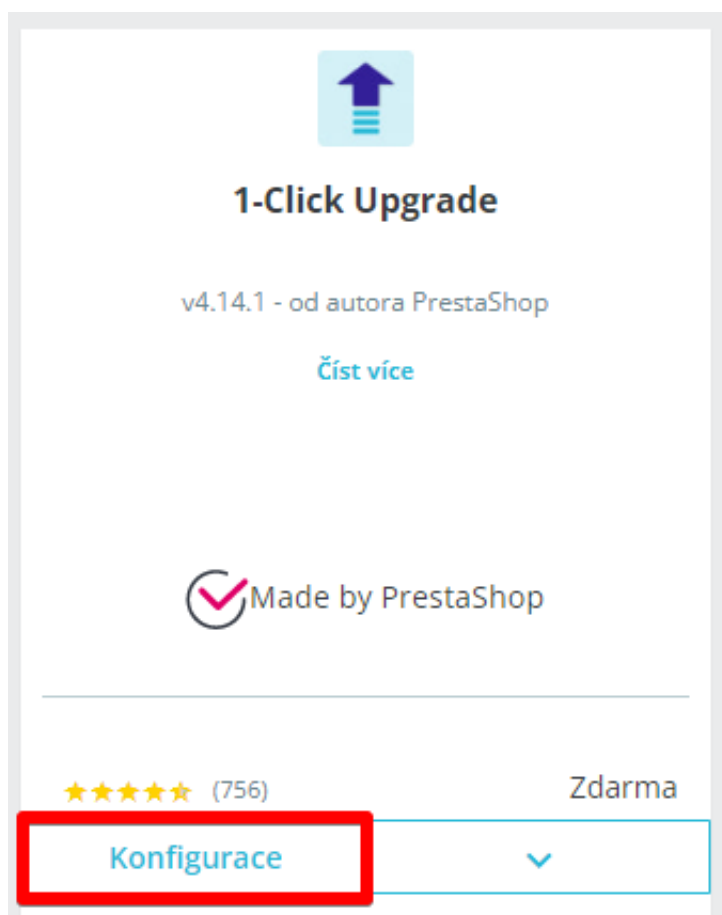 1-Click Upgrade
v4.14.1 - od autora PrestaShop
Číst více
Made by PrestaShop
(756) Zdarma
Konfigurace